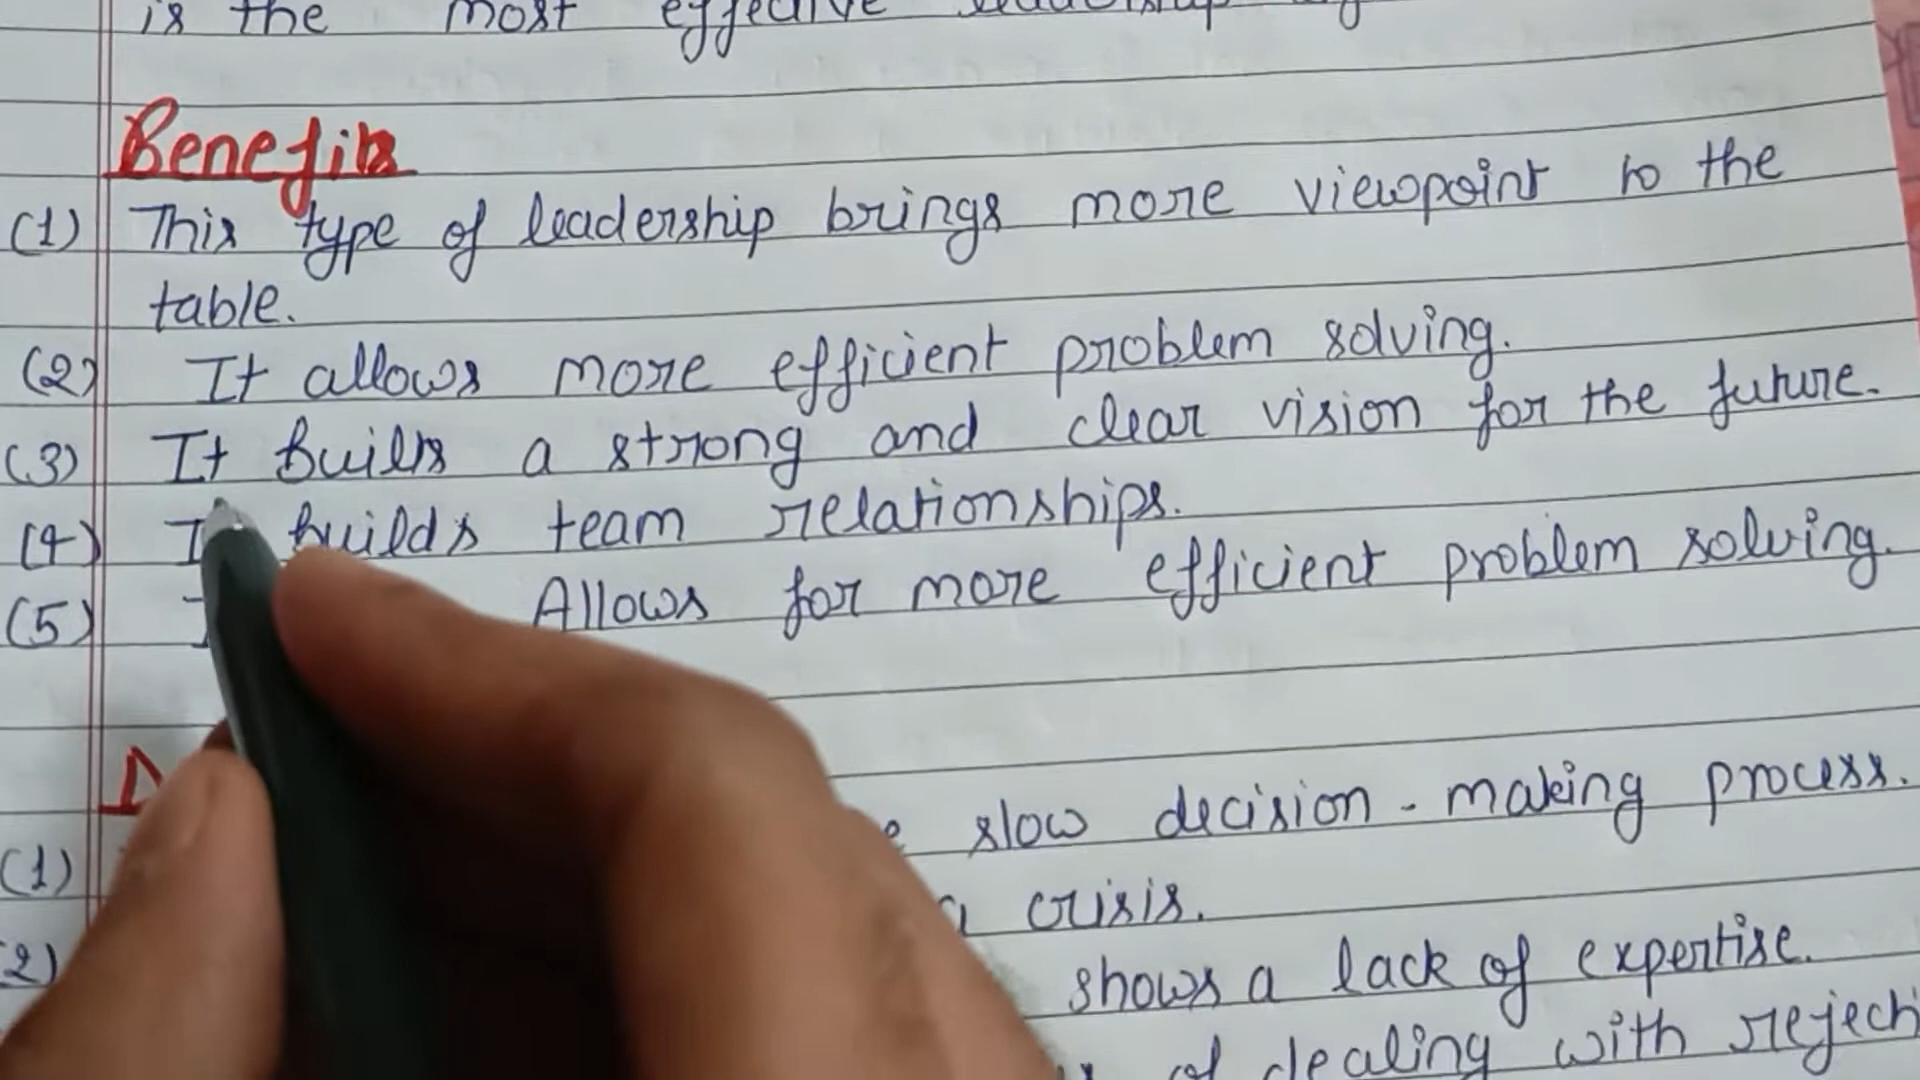 is the most effective leadership
Benefits
(1) This type of leadership brings more viewpoint to the
table.
(2) It allows more efficient problem solving.
(3) It builds a strong and clear vision for the future.
(4) It builds team relationships.
(5) Allows for more efficient problem solving.
(1) slow decision-making process.
a crisis.
2) shows a lack of expertise.
of dealing with